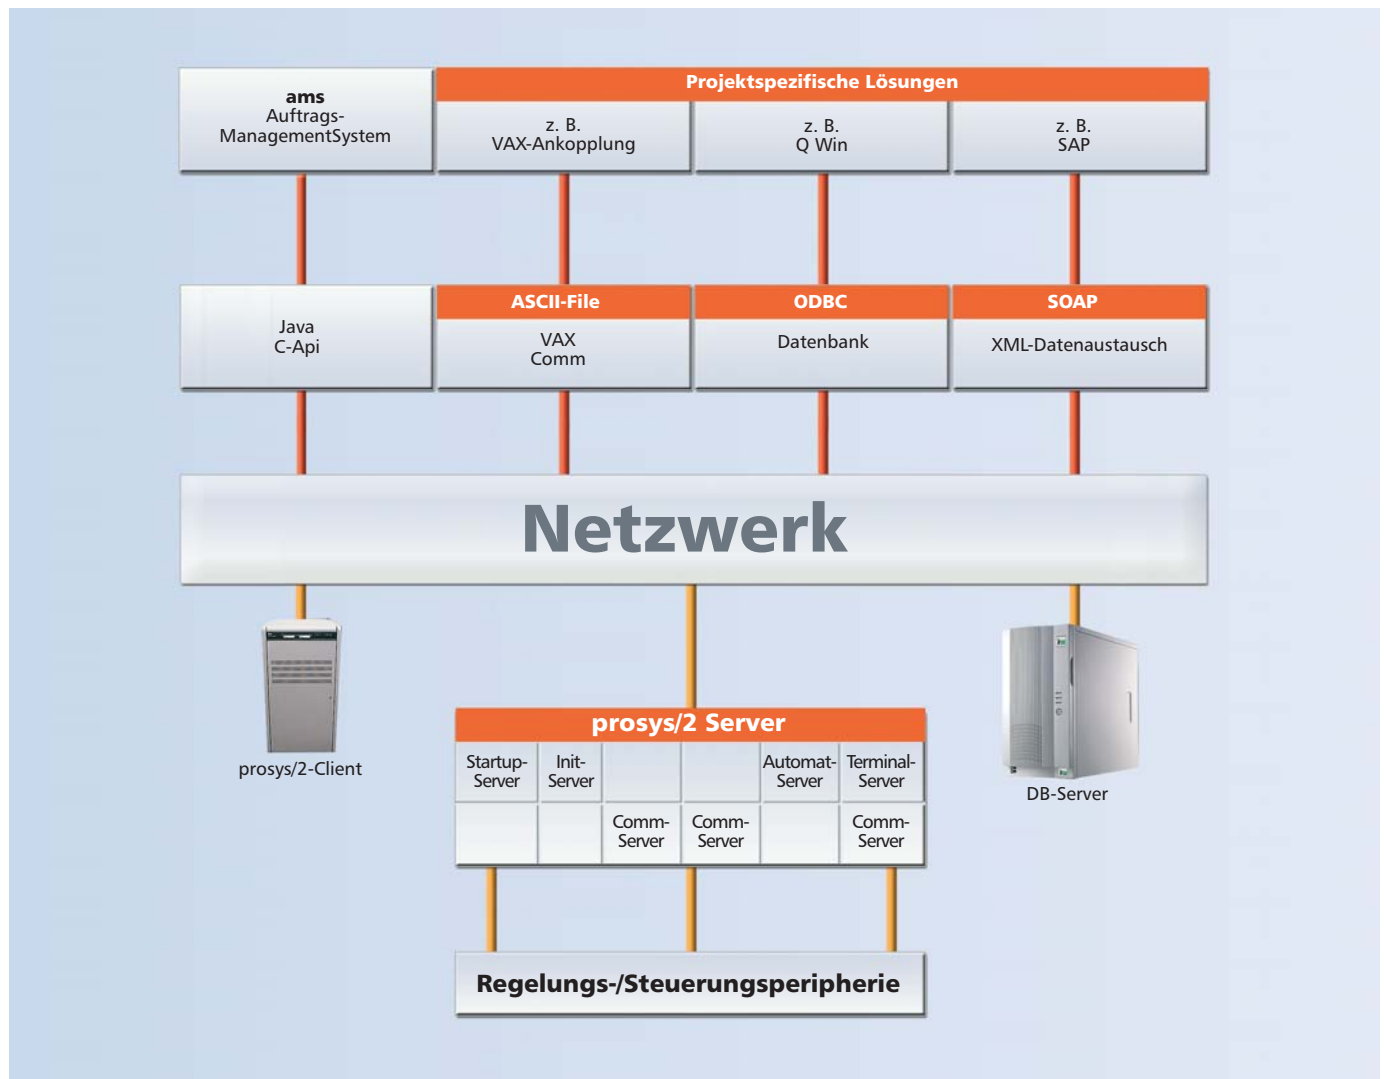 ams
Auftrags-
ManagementSystem
Projektspezifische Lösungen
z. B.
VAX-Ankopplung
z. B.
Q Win
z. B.
SAP
Java
C-Api
ASCII-File
VAX
Comm
ODBC
Datenbank
SOAP
XML-Datenaustausch
Netzwerk
prosys/2-Client
DB-Server
prosys/2 Server
Startup-
Server
Init-
Server
Automat-
Server
Terminal-
Server
Comm-
Server
Comm-
Server
Comm-
Server
Regelungs-/Steuerungsperipherie